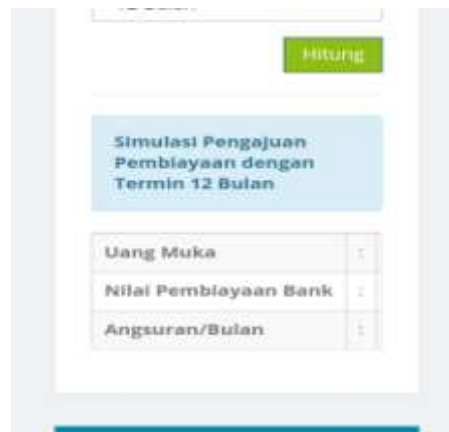 Hitung
Simulasi Pengajuan
Pembiayaan dengan
Termin 12 Bulan
Uang Muka :
Nilai Pembiayaan Bank :
Angsuran/Bulan :